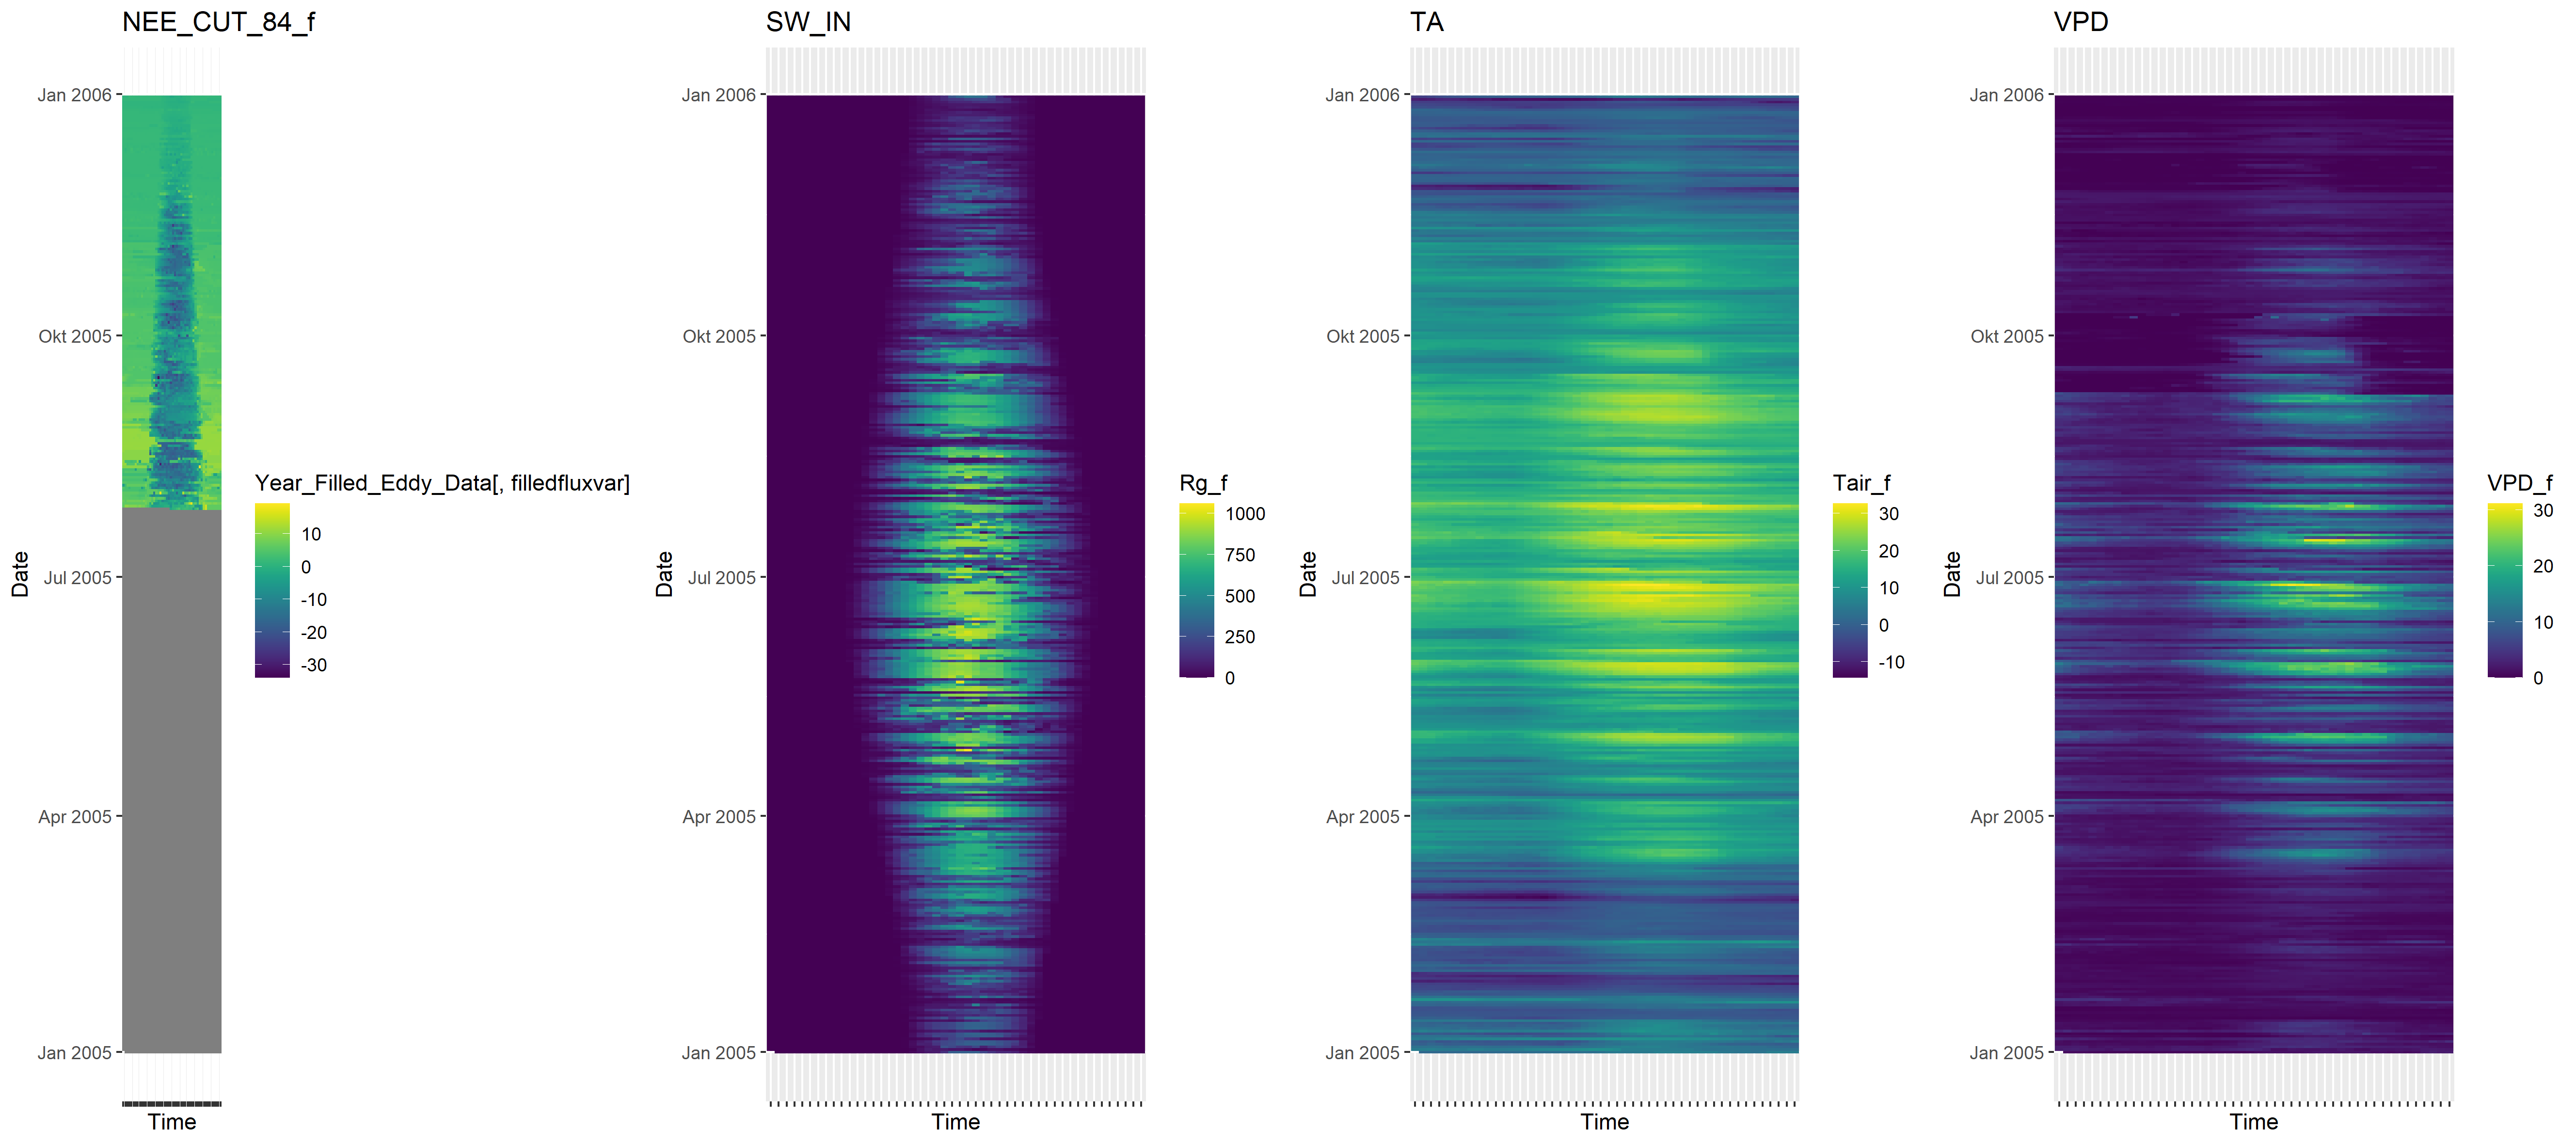 NEE_CUT_84_f
Jan 2006
Okt 2005
Jul 2005
Apr 2005
Jan 2005
Date
Time
Year_Filled_Eddy_Data[, filledfluxvar]
10
0
-10
-20
-30
SW_IN
Jan 2006
Okt 2005
Jul 2005
Apr 2005
Jan 2005
Date
Time
Rg_f
1000
750
500
250
0
TA
Jan 2006
Okt 2005
Jul 2005
Apr 2005
Jan 2005
Date
Time
Tair_f
30
20
10
0
-10
VPD
Jan 2006
Okt 2005
Jul 2005
Apr 2005
Jan 2005
Date
Time
VPD_f
30
20
10
0